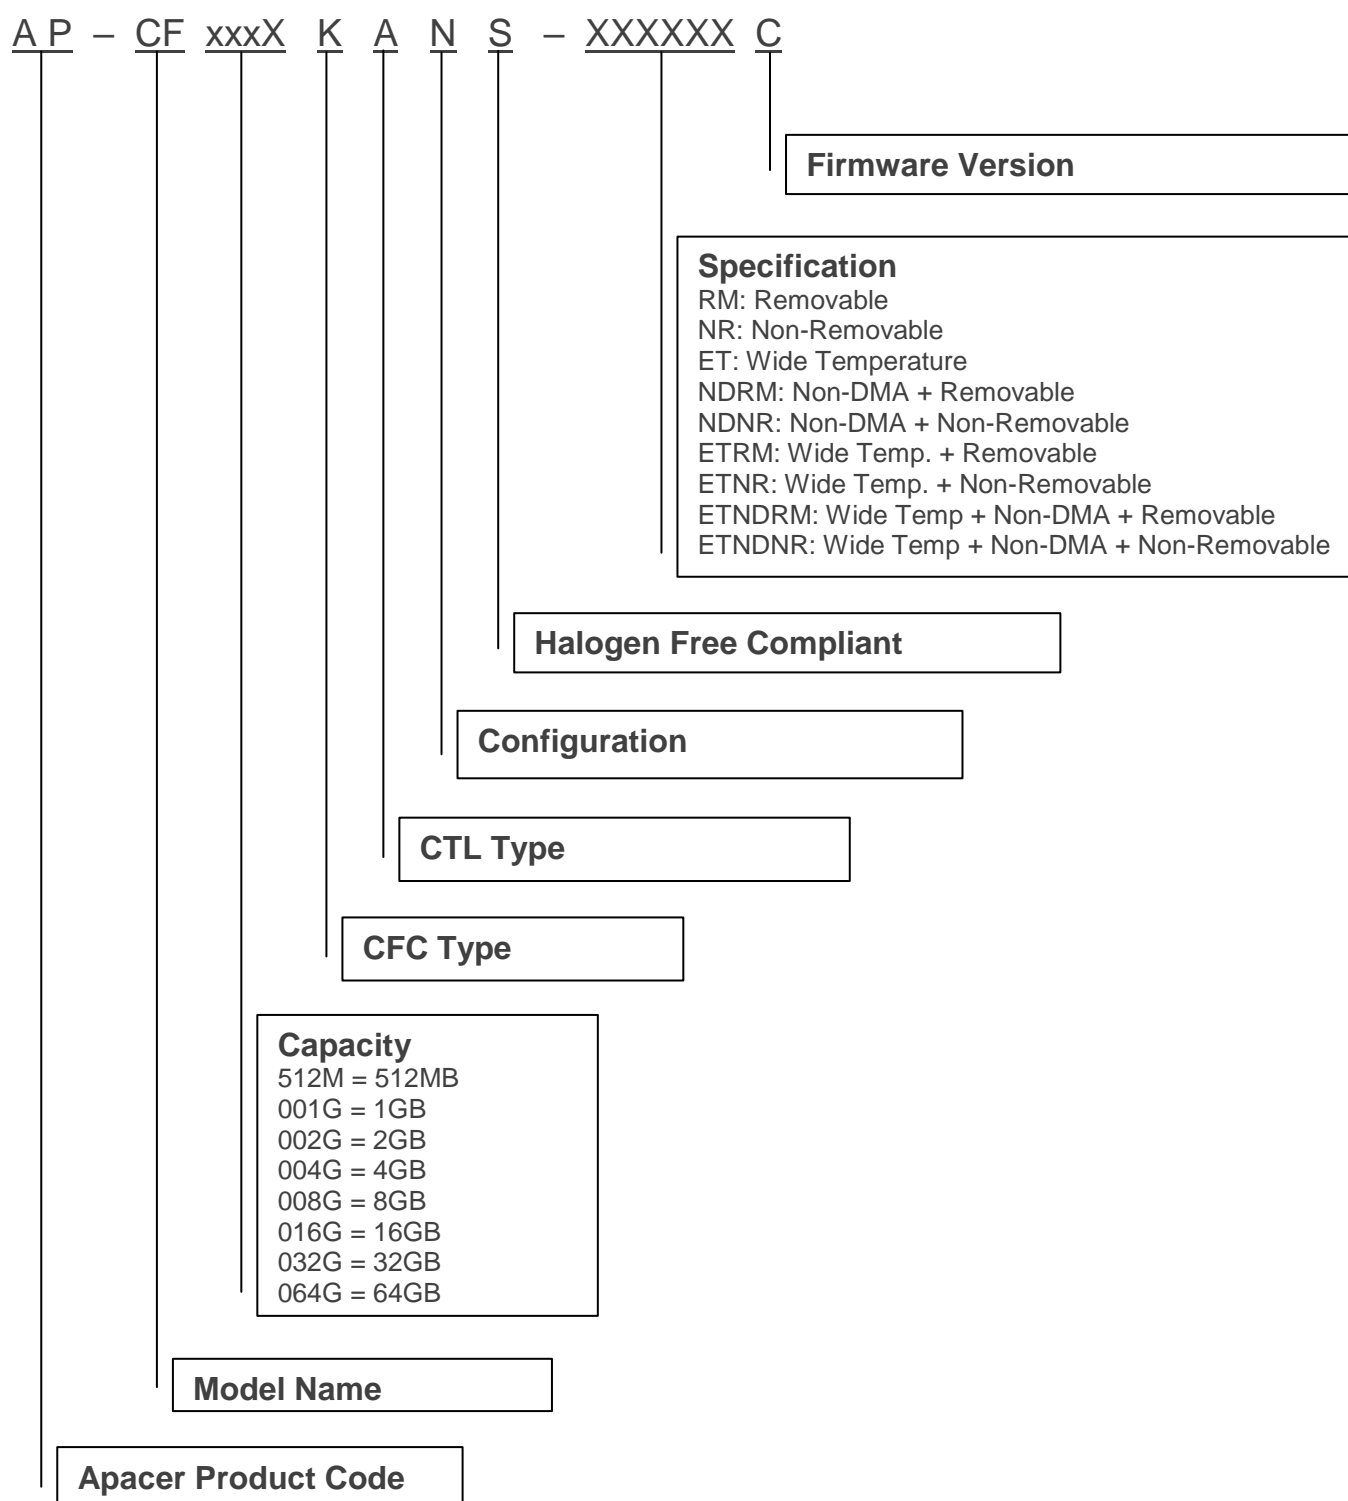 A P – CF xxxX K A N S – XXXXXX C
Firmware Version
Specification
RM: Removable
NR: Non-Removable
ET: Wide Temperature
NDRM: Non-DMA + Removable
NDNR: Non-DMA + Non-Removable
ETRM: Wide Temp. + Removable
ETNR: Wide Temp. + Non-Removable
ETNDRM: Wide Temp + Non-DMA + Removable
ETNDNR: Wide Temp + Non-DMA + Non-Removable
Halogen Free Compliant
Configuration
CTL Type
CFC Type
Capacity
512M = 512MB
001G = 1GB
002G = 2GB
004G = 4GB
008G = 8GB
016G = 16GB
032G = 32GB
064G = 64GB
Model Name
Apacer Product Code